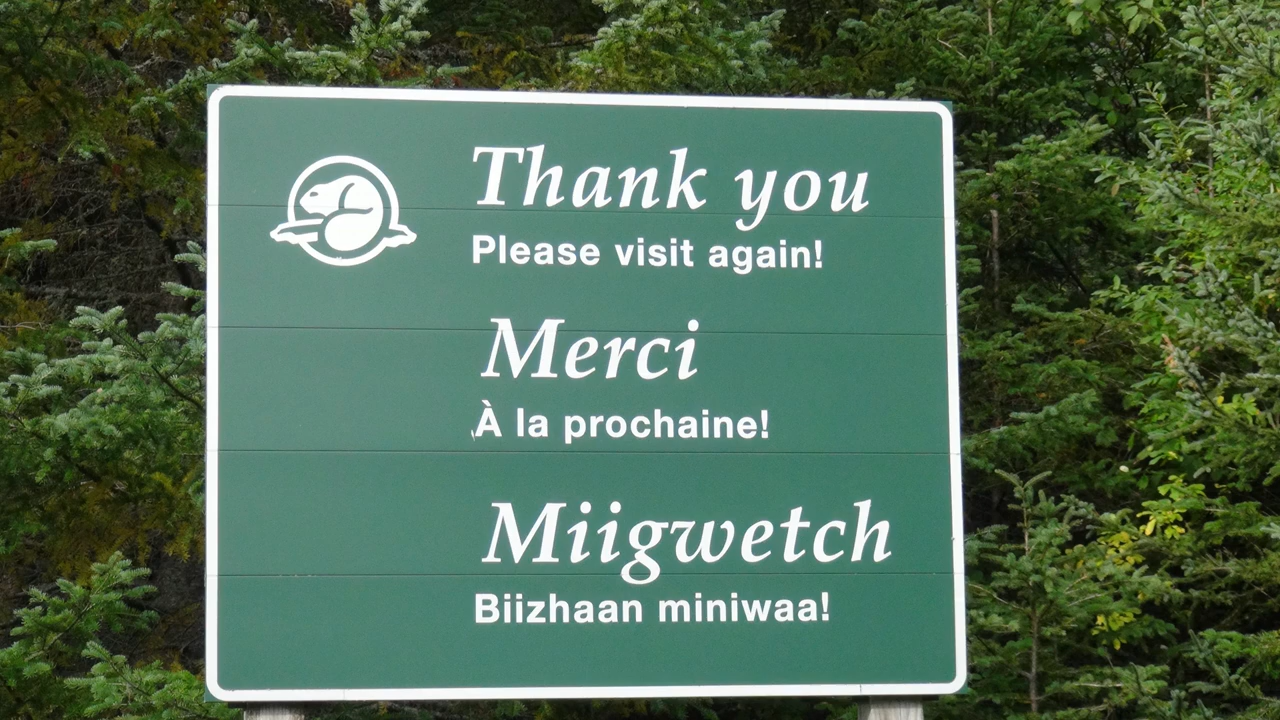 Thank you
Please visit again!
Merci
À la prochaine!
Miigwetch
Biizhaan miniwaa!